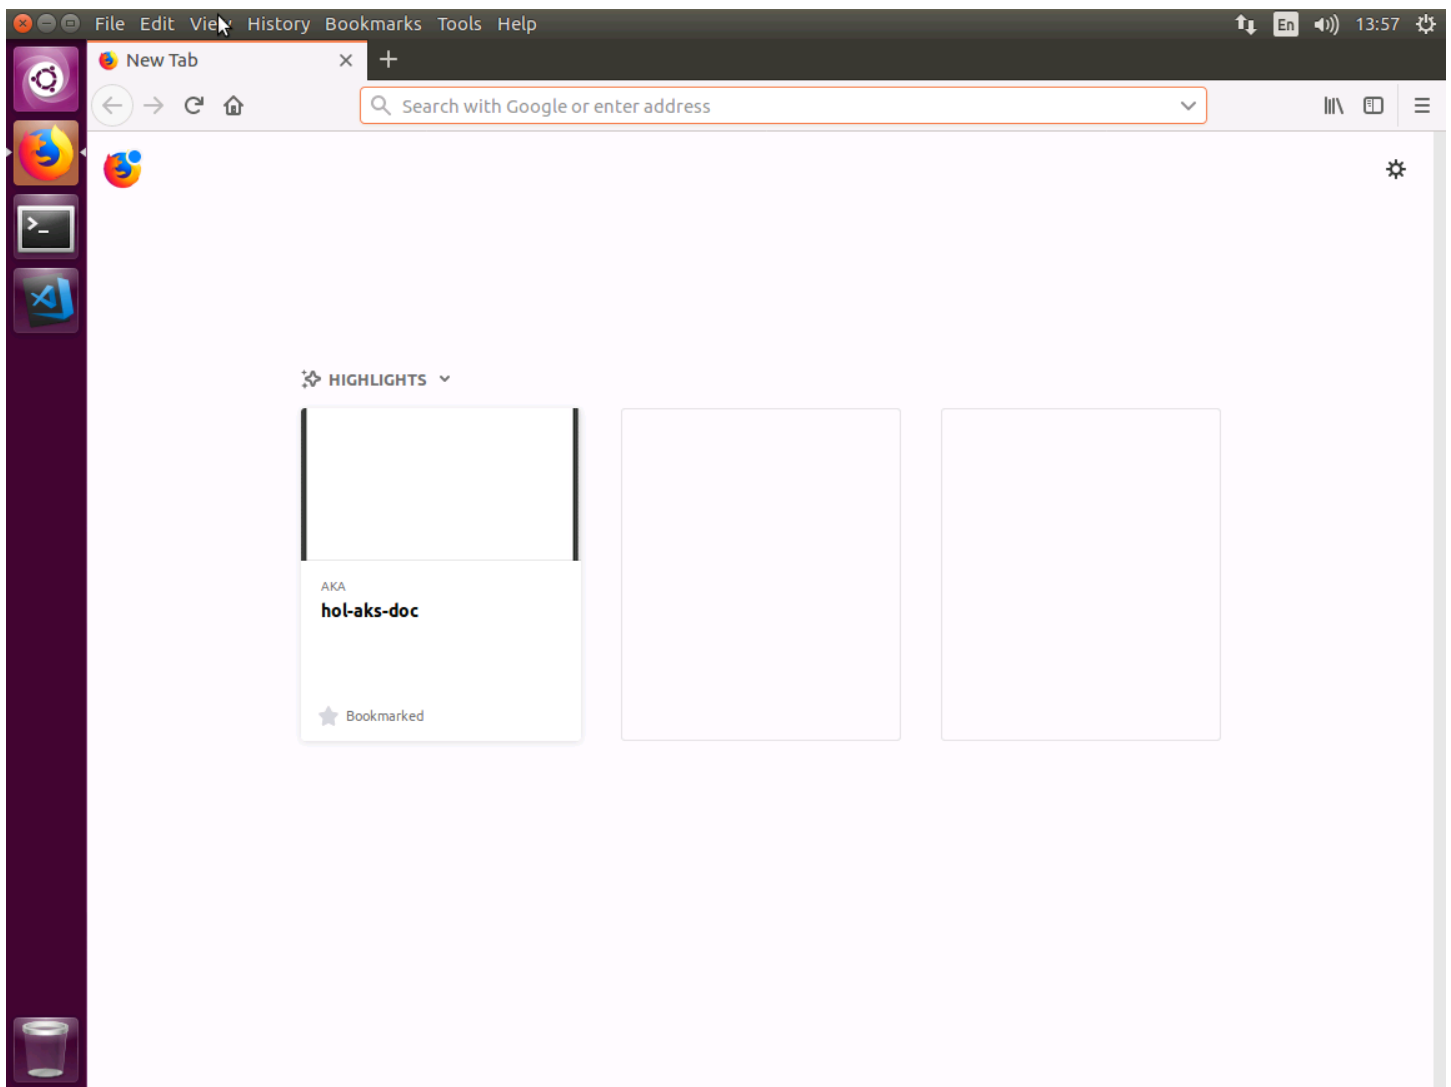 File Edit View History Bookmarks Tools Help En 13:57
New Tab
Search with Google or enter address
HIGHLIGHTS
AKA
hol-aks-doc
Bookmarked